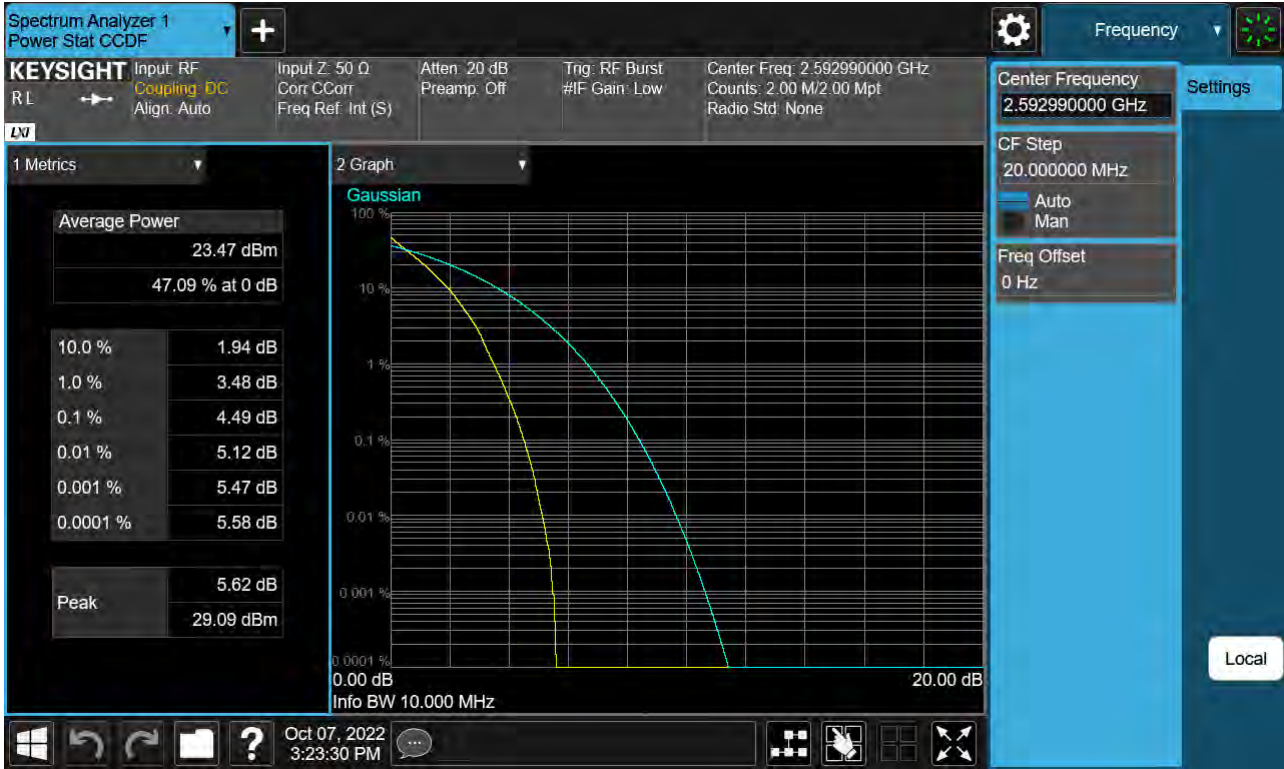 Spectrum Analyzer 1
Power Stat CCDF
Frequency
KEYSIGHT
R L
LXI
Input: RF
Coupling: DC
Align: Auto
Input Z: 50 Ω
Corr CCorr
Freq Ref: Int (S)
Atten: 20 dB
Preamp: Off
Trig: RF Burst
#IF Gain: Low
Center Freq: 2.592990000 GHz
Counts: 2.00 M/2.00 Mpt
Radio Std: None
Center Frequency
2.592990000 GHz
Settings
CF Step
20.000000 MHz
Auto
Man
Freq Offset
0 Hz
1 Metrics
Average Power
23.47 dBm
47.09 % at 0 dB
10.0 % 1.94 dB
1.0 % 3.48 dB
0.1 % 4.49 dB
0.01 % 5.12 dB
0.001 % 5.47 dB
0.0001 % 5.58 dB
Peak
5.62 dB
29.09 dBm
2 Graph
Gaussian
100 %
10 %
1 %
0.1 %
0.01 %
0.001 %
0.0001 %
0.00 dB 20.00 dB
Info BW 10.000 MHz
Local
?
Oct 07, 2022
3:23:30 PM